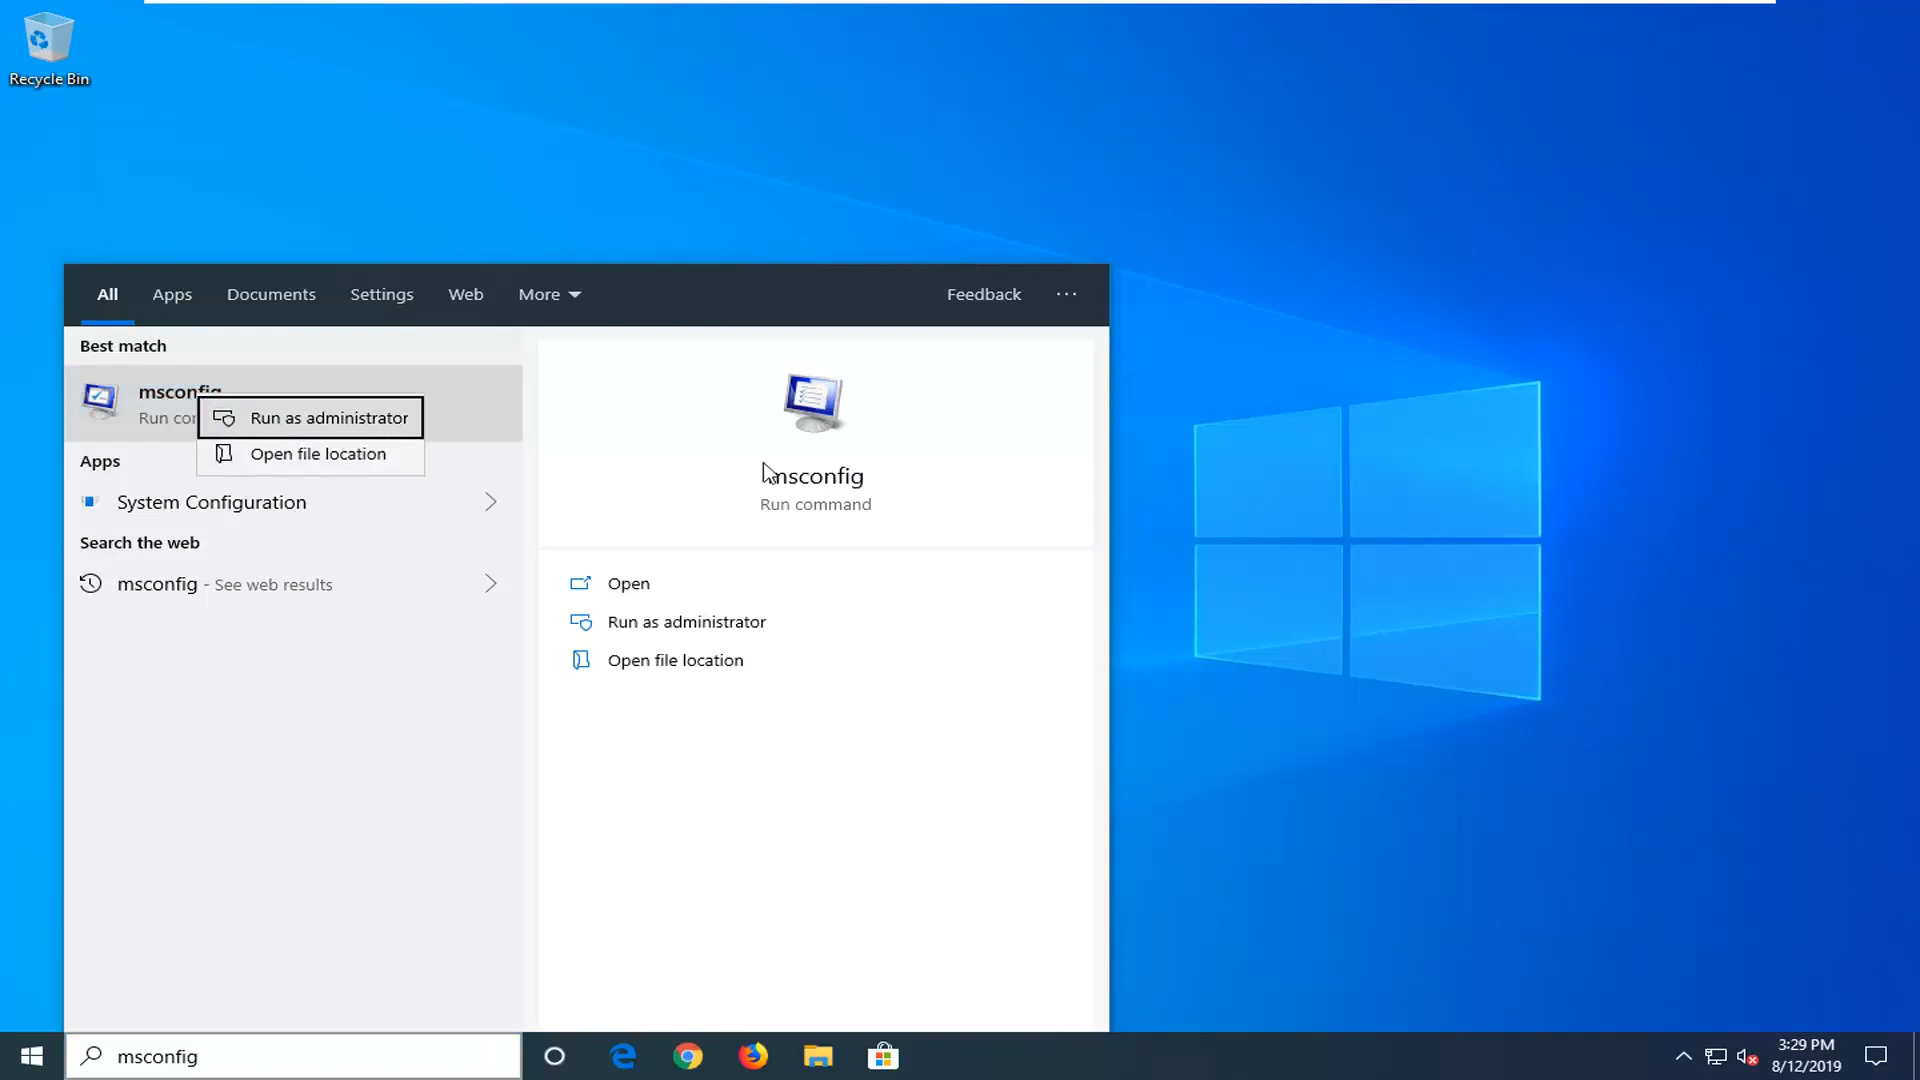 Recycle Bin
All Apps Documents Settings Web More Feedback
Best match
msconfig
Run as administrator
Open file location
Apps
System Configuration
Search the web
msconfig - See web results
msconfig
Run command
Open
Run as administrator
Open file location
msconfig
3:29 PM
8/12/2019